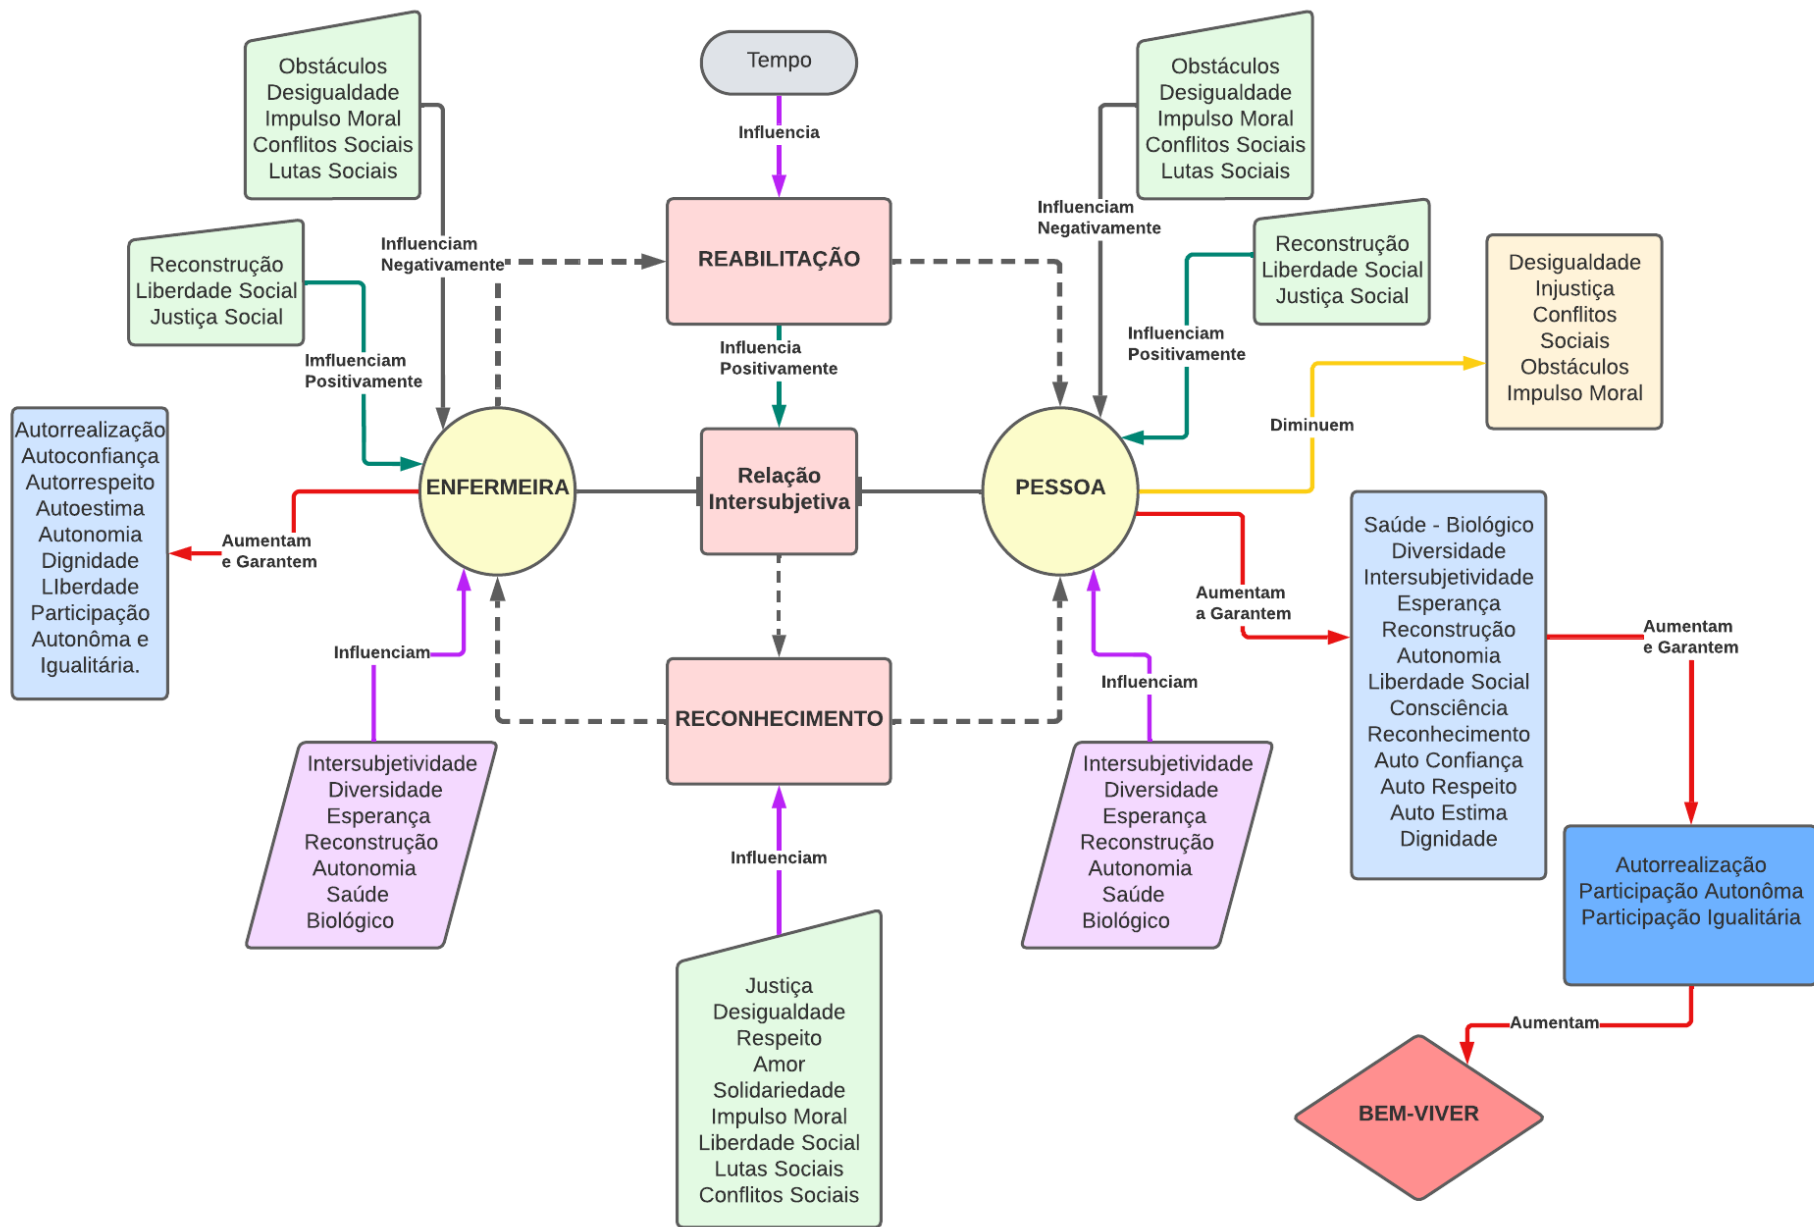 Obstáculos
Desigualdade
Impulso Moral
Conflitos Sociais
Lutas Sociais
Tempo
Obstáculos
Desigualdade
Impulso Moral
Conflitos Sociais
Lutas Sociais
Influencia
Influenciam
Negativamente
Influenciam
Negativamente
Reconstrução
Liberdade Social
Justiça Social
REABILITAÇÃO
Reconstrução
Liberdade Social
Justiça Social
Desigualdade
Injustiça
Conflitos
Sociais
Obstáculos
Impulso Moral
Imfluenciam
Positivamente
Influencia
Positivamente
Influenciam
Positivamente
Diminuem
Autorrealização
Autoconfiança
Autorrespeito
Autoestima
Autonomia
Dignidade
LIberdade
Participação
Autonôma e
Igualitária.
ENFERMEIRA
Relação
Intersubjetiva
PESSOA
Aumentam
e Garantem
Aumentam
a Garantem
Saúde - Biológico
Diversidade
Intersubjetividade
Esperança
Reconstrução
Autonomia
Liberdade Social
Consciência
Reconhecimento
Auto Confiança
Auto Respeito
Auto Estima
Dignidade
Aumentam
e Garantem
Influenciam
Influenciam
RECONHECIMENTO
Intersubjetividade
Diversidade
Esperança
Reconstrução
Autonomia
Saúde
Biológico
Influenciam
Intersubjetividade
Diversidade
Esperança
Reconstrução
Autonomia
Saúde
Biológico
Autorrealização
Participação Autonôma
Participação Igualitária
Justiça
Desigualdade
Respeito
Amor
Solidariedade
Impulso Moral
Liberdade Social
Lutas Sociais
Conflitos Sociais
Aumentam
BEM-VIVER